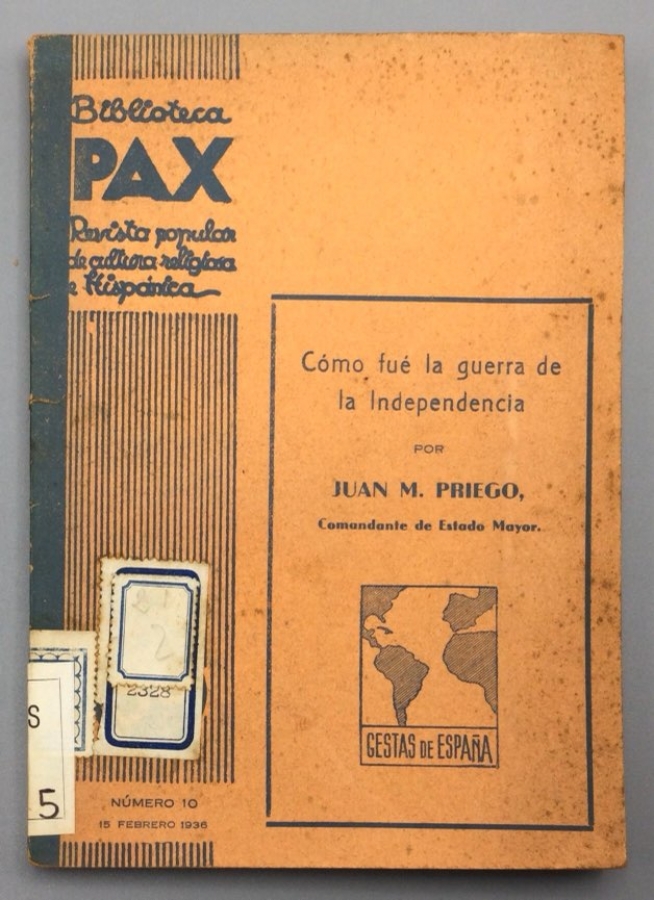 Biblioteca
PAX
Revista popular
de cultura religiosa
e Hispánica
Cómo fué la guerra de
la Independencia
POR
JUAN M. PRIEGO,
Comandante de Estado Mayor.
GESTAS DE ESPAÑA
2328
S
5
NÚMERO 10
15 FEBRERO 1936